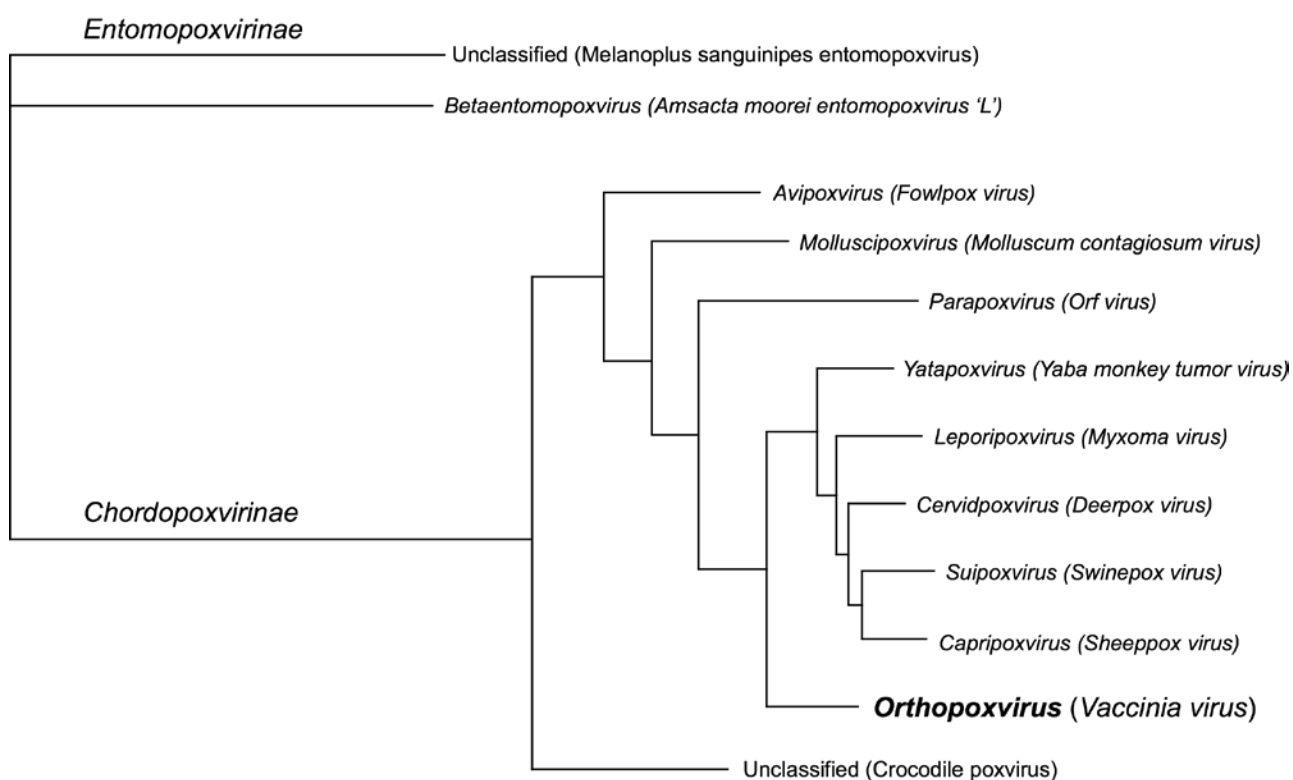 Entomopoxvirinae
Unclassified (Melanoplus sanguinipes entomopoxvirus)
Betaentomopoxvirus (Amsacta moorei entomopoxvirus ‘L’)
Avipoxvirus (Fowlpox virus)
Molluscipoxvirus (Molluscum contagiosum virus)
Parapoxvirus (Orf virus)
Yatapoxvirus (Yaba monkey tumor virus)
Leporipoxvirus (Myxoma virus)
Cervidpoxvirus (Deerpox virus)
Chordopoxvirinae
Suipoxvirus (Swinepox virus)
Capripoxvirus (Sheeppox virus)
Orthopoxvirus (Vaccinia virus)
Unclassified (Crocodile poxvirus)